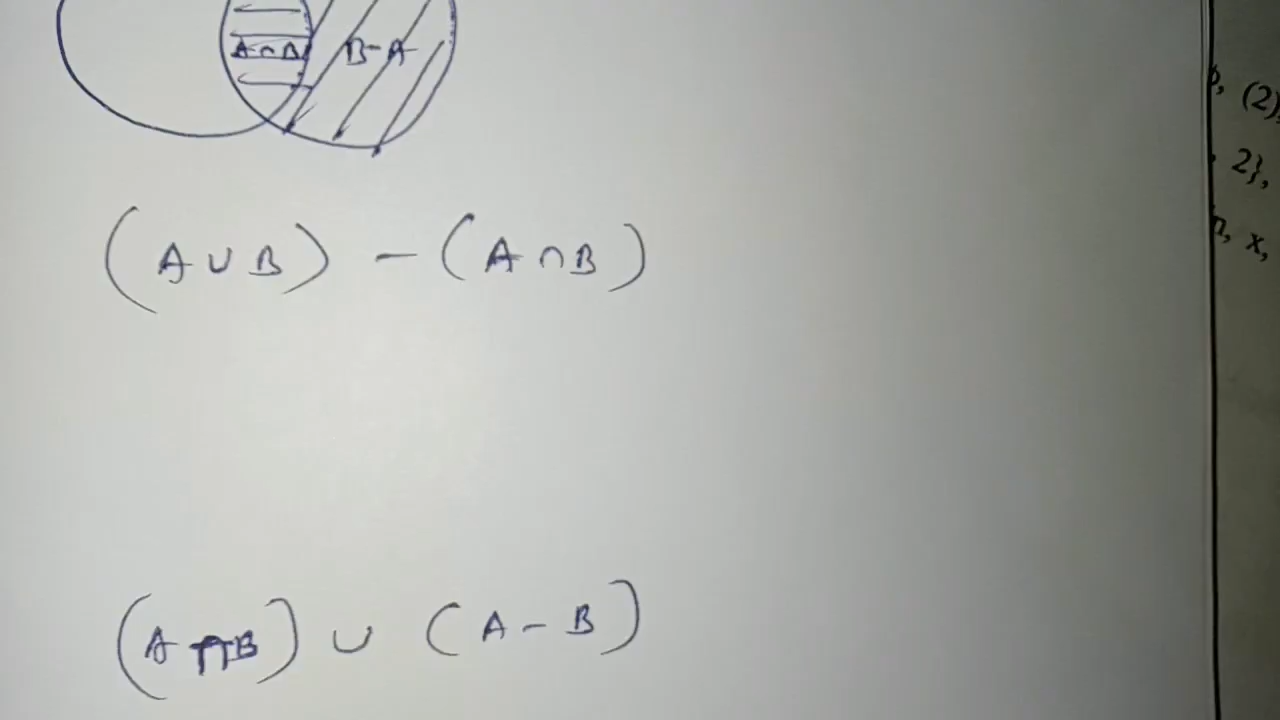 A∩B B-A
, (2),
2},
x,
(A∪B) - (A∩B)
(A∩B) ∪ (A-B)